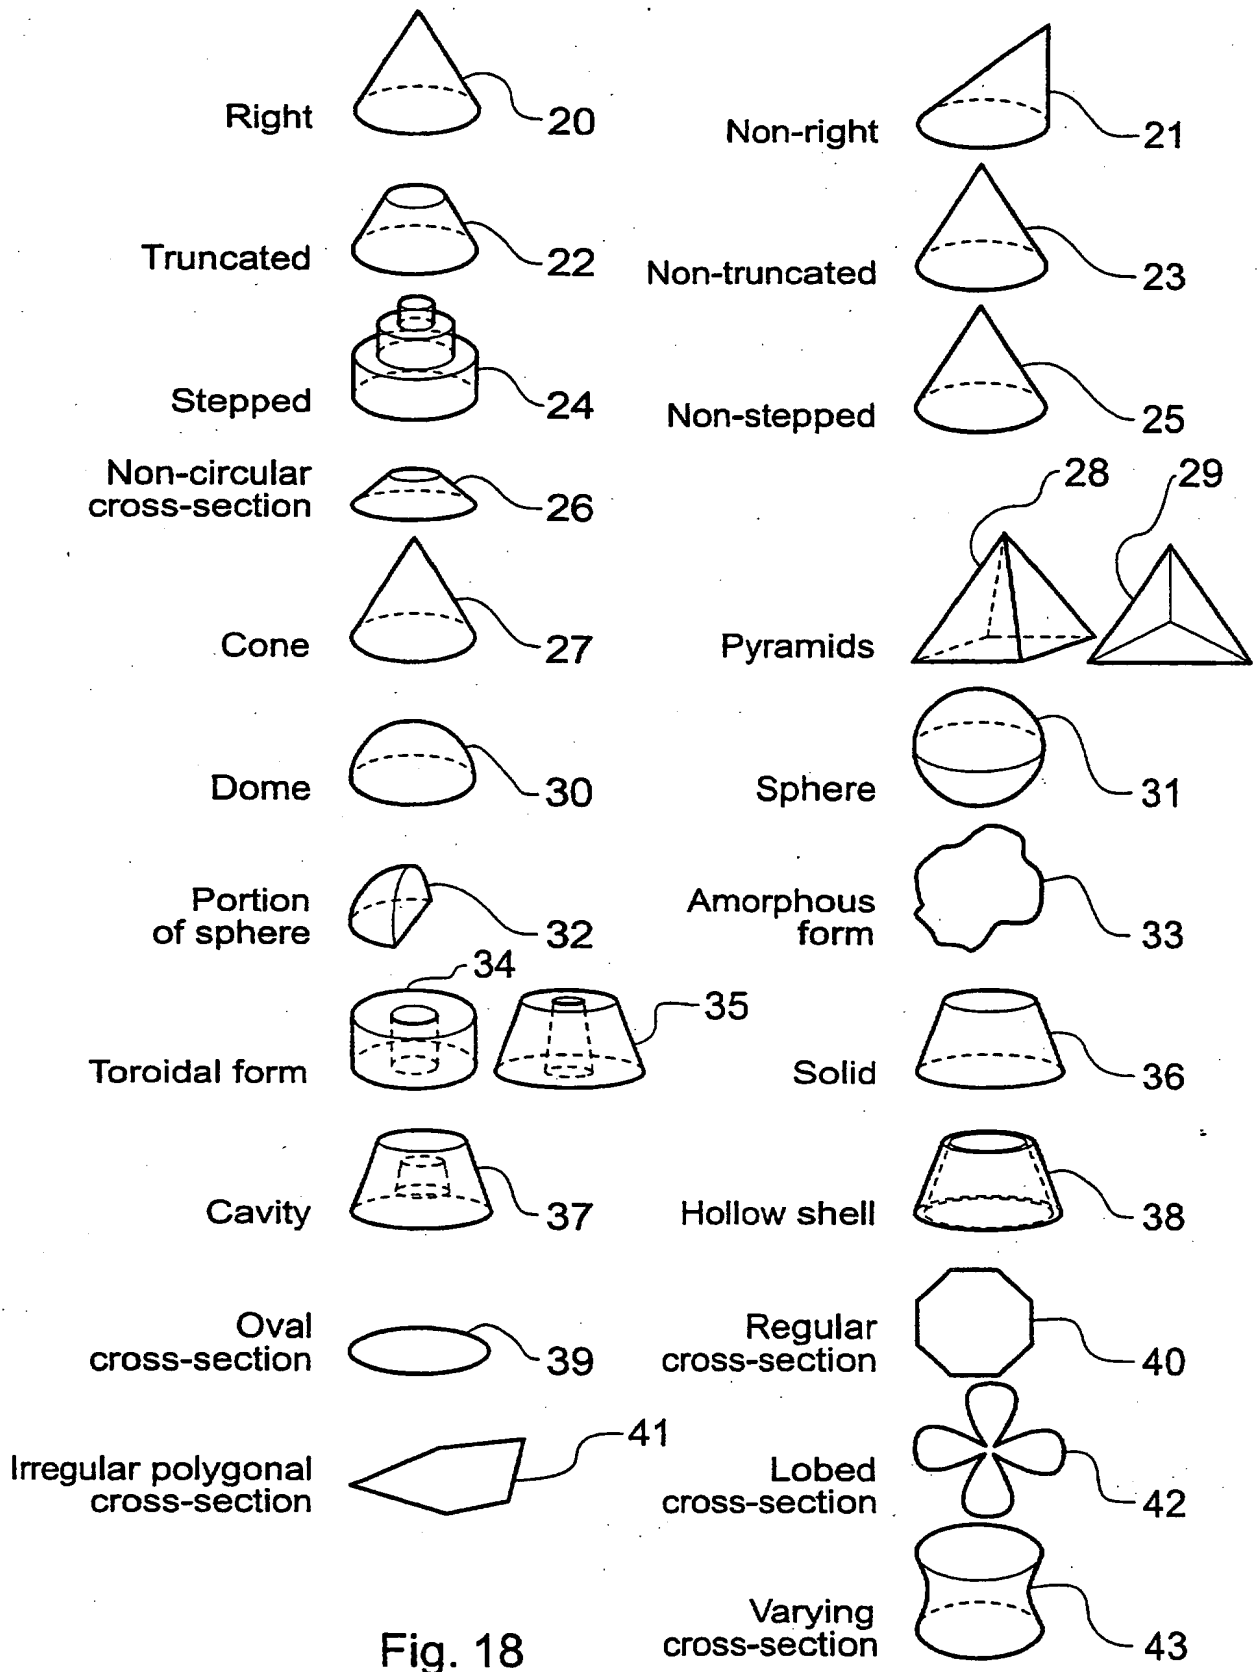 Right
20
Non-right
21
Truncated
22
Non-truncated
23
Stepped
24
Non-stepped
25
Non-circular
cross-section
26
28
29
Cone
27
Pyramids
Dome
30
Sphere
31
Portion
of sphere
32
Amorphous
form
33
34
35
Toroidal form
Solid
36
Cavity
37
Hollow shell
38
Oval
cross-section
39
Regular
cross-section
40
Irregular polygonal
cross-section
41
Lobed
cross-section
42
Varying
cross-section
43
Fig. 18